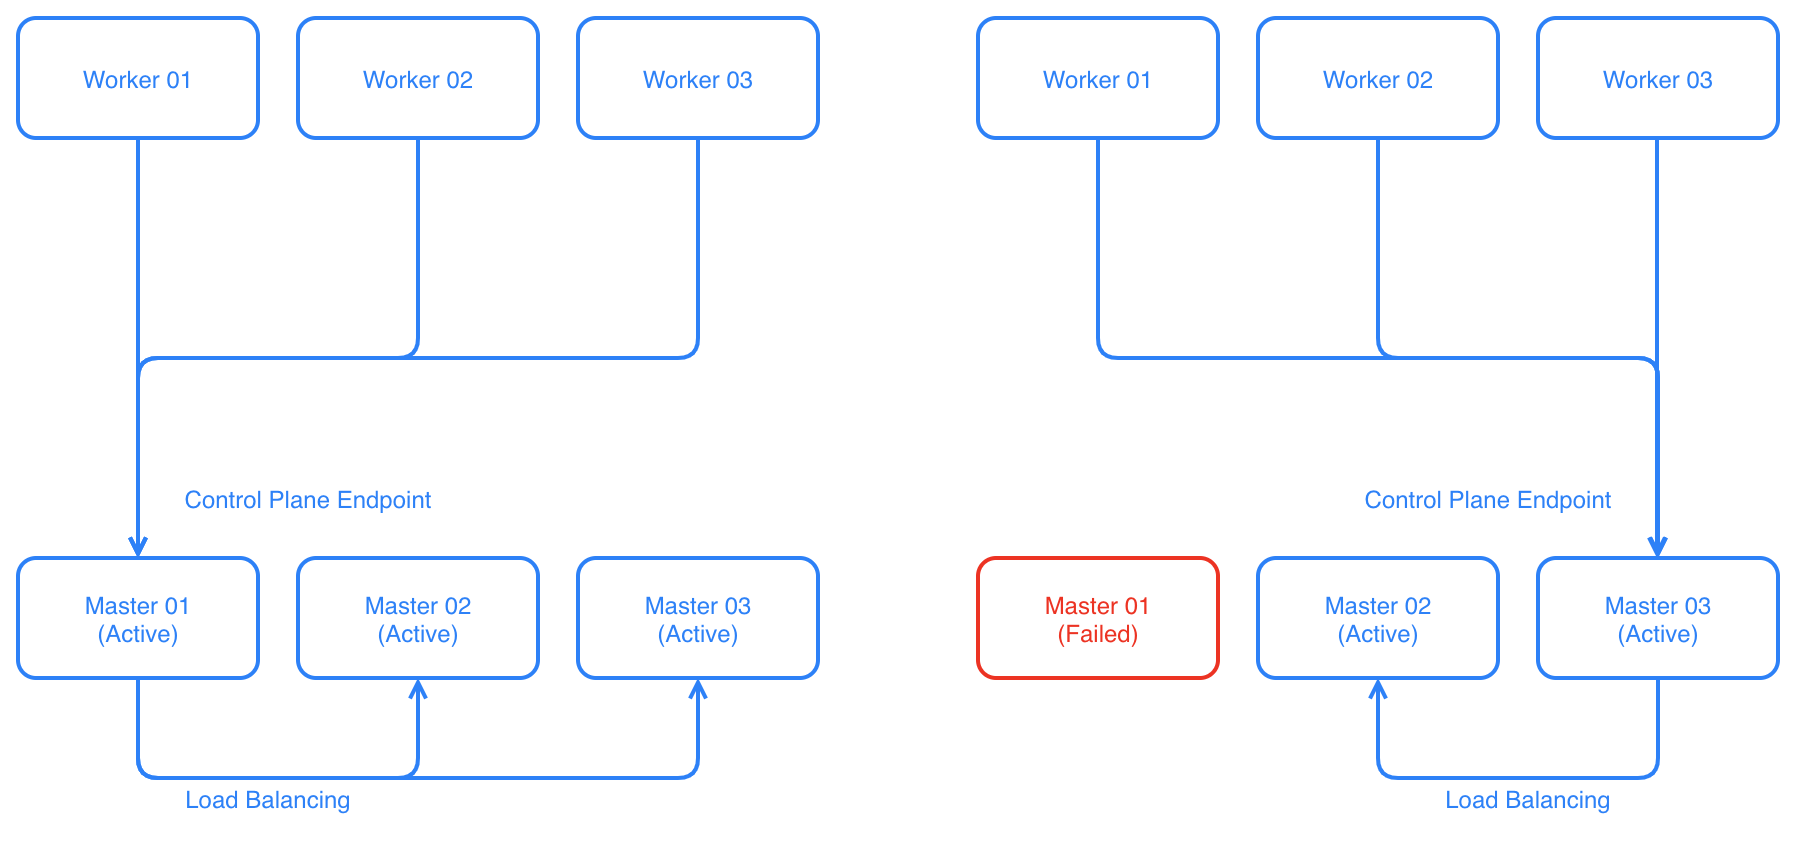 Worker 01
Worker 02
Worker 03
Control Plane Endpoint
Master 01
(Active)
Master 02
(Active)
Master 03
(Active)
Load Balancing
Worker 01
Worker 02
Worker 03
Control Plane Endpoint
Master 01
(Failed)
Master 02
(Active)
Master 03
(Active)
Load Balancing